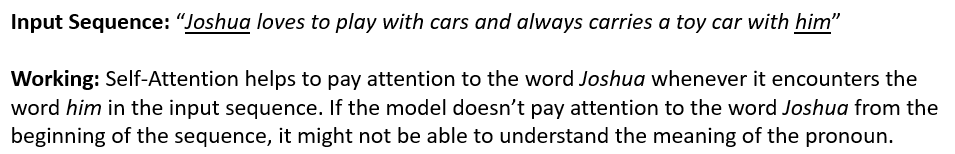 Input Sequence: “Joshua loves to play with cars and always carries a toy car with him”
Working: Self-Attention helps to pay attention to the word Joshua whenever it encounters the
word him in the input sequence. If the model doesn’t pay attention to the word Joshua from the
beginning of the sequence, it might not be able to understand the meaning of the pronoun.